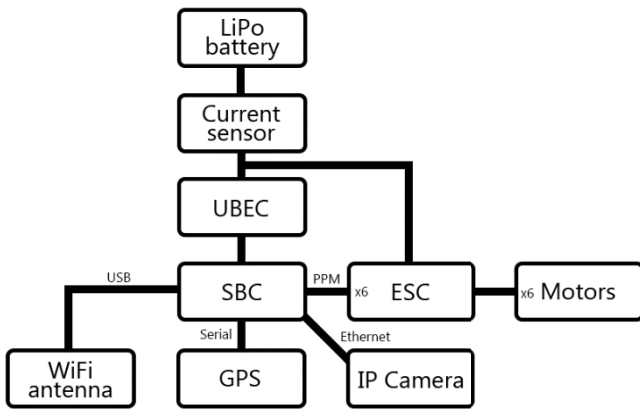 LiPo
battery
Current
sensor
UBEC
USB
SBC
PPM
x6 ESC
x6 Motors
Serial
Ethernet
WiFi
antenna
GPS
IP Camera